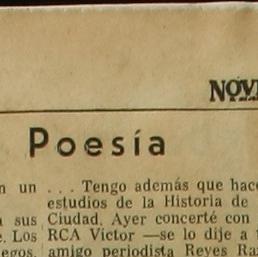 NOVE
Poesía
n un
a sus
. Los
egos.
... Tengo además que hace
estudios de la Historia de
Ciudad. Ayer concerté con
RCA Victor —se lo dije a
amigo periodista Reyes Ra